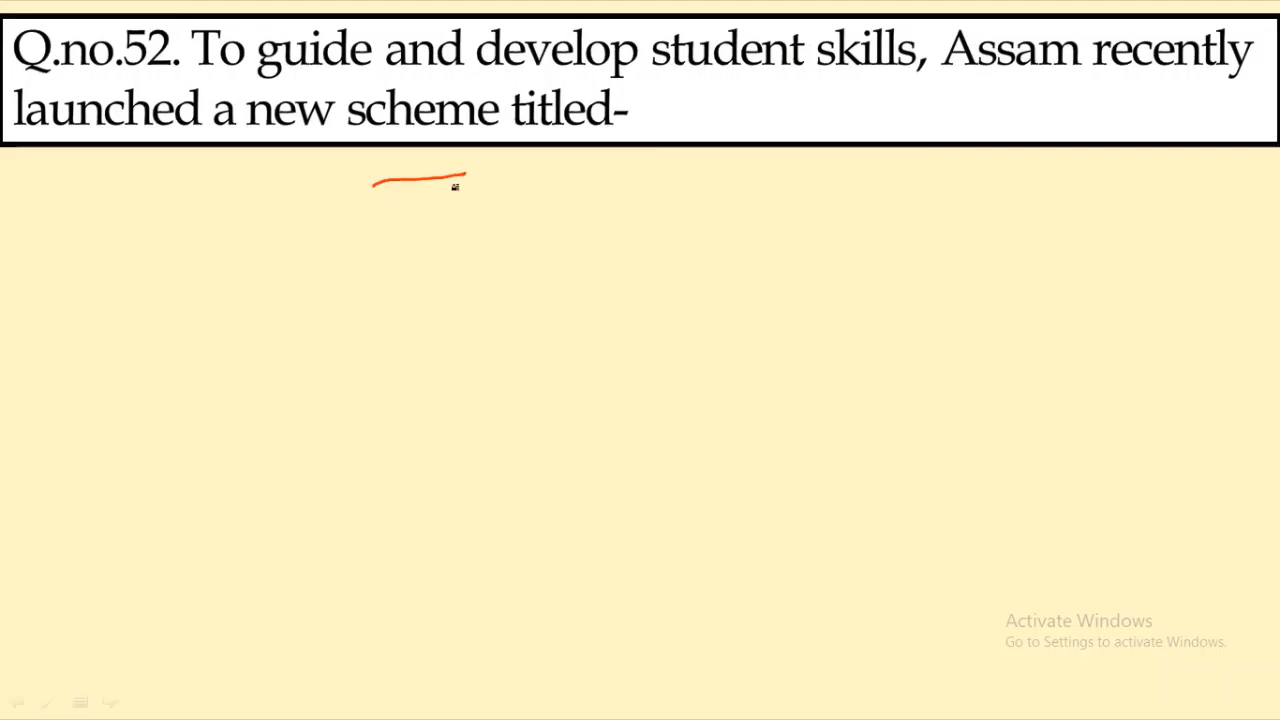 Q.no.52. To guide and develop student skills, Assam recently
launched a new scheme titled-
Activate Windows
Go to Settings to activate Windows.